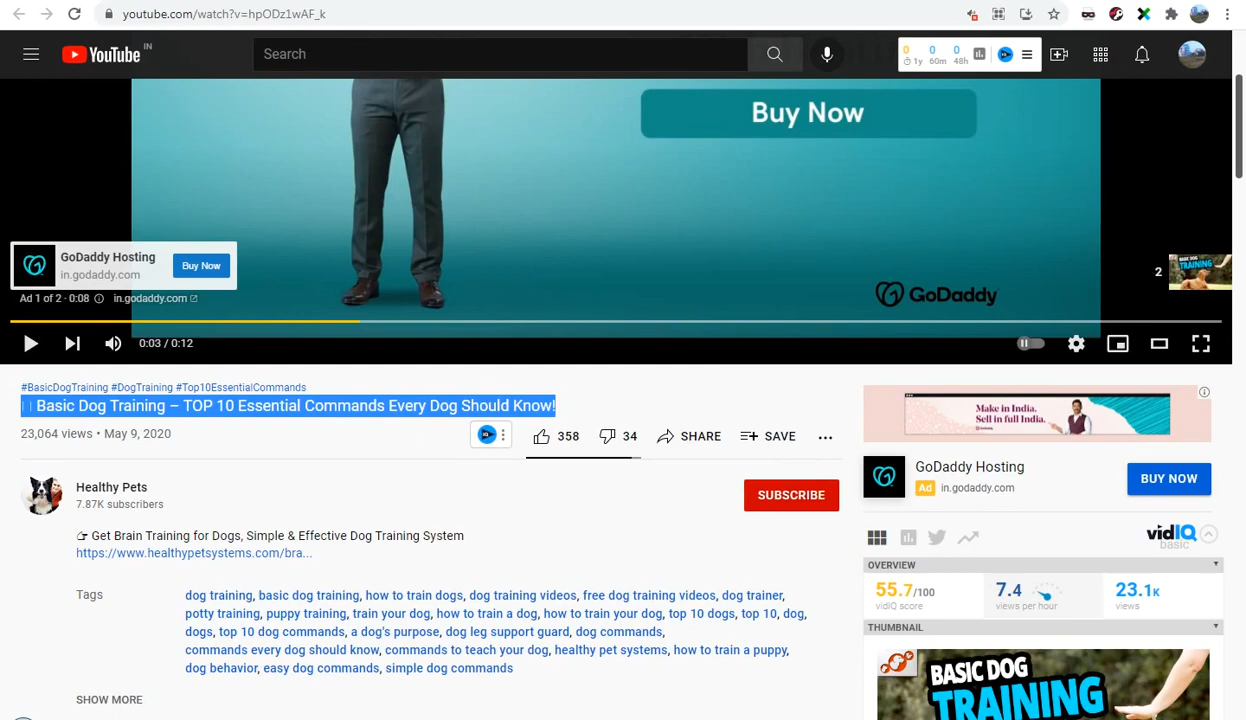 youtube.com/watch?v=hpODz1wAF_k
YouTube IN
Search
0 0 0
1y 60m 48h
Buy Now
GoDaddy Hosting
in.godaddy.com
Buy Now
Ad 1 of 2 · 0:08 in.godaddy.com
GoDaddy
2
BASIC DOG
TRAINING
0:03 / 0:12
#BasicDogTraining #DogTraining #Top10EssentialCommands
Basic Dog Training – TOP 10 Essential Commands Every Dog Should Know!
23,064 views • May 9, 2020
358 34 SHARE SAVE
Healthy Pets
7.87K subscribers
SUBSCRIBE
Get Brain Training for Dogs, Simple & Effective Dog Training System
https://www.healthypetsystems.com/bra...
Tags
dog training, basic dog training, how to train dogs, dog training videos, free dog training videos, dog trainer,
potty training, puppy training, train your dog, how to train a dog, how to train your dog, top 10 dogs, top 10, dog,
dogs, top 10 dog commands, a dog's purpose, dog leg support guard, dog commands,
commands every dog should know, commands to teach your dog, healthy pet systems, how to train a puppy,
dog behavior, easy dog commands, simple dog commands
SHOW MORE
Make in India.
Sell in full India.
GoDaddy Hosting
Ad in.godaddy.com
BUY NOW
vidIQ
basic
OVERVIEW
55.7/100
vidIQ score
7.4
views per hour
23.1K
views
THUMBNAIL
BASIC DOG
TRAINING